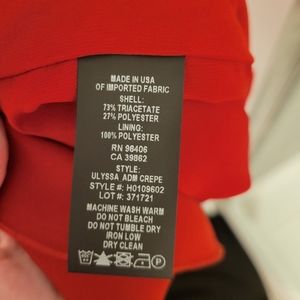 MADE IN USA
OF IMPORTED FABRIC
SHELL:
73% TRIACETATE
27% POLYESTER
LINING:
100% POLYESTER
RN 98406
CA 39862
STYLE:
ULYSSA ADM CREPE
STYLE #: H0109602
LOT #: 371721
MACHINE WASH WARM
DO NOT BLEACH
DO NOT TUMBLE DRY
IRON LOW
DRY CLEAN
P